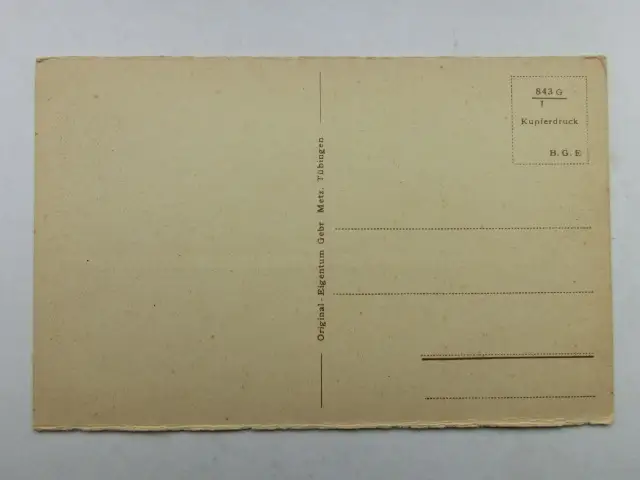 843 G
I
Kupferdruck
B. G. E
Original-Eigentum Gebr Metz. Tübingen